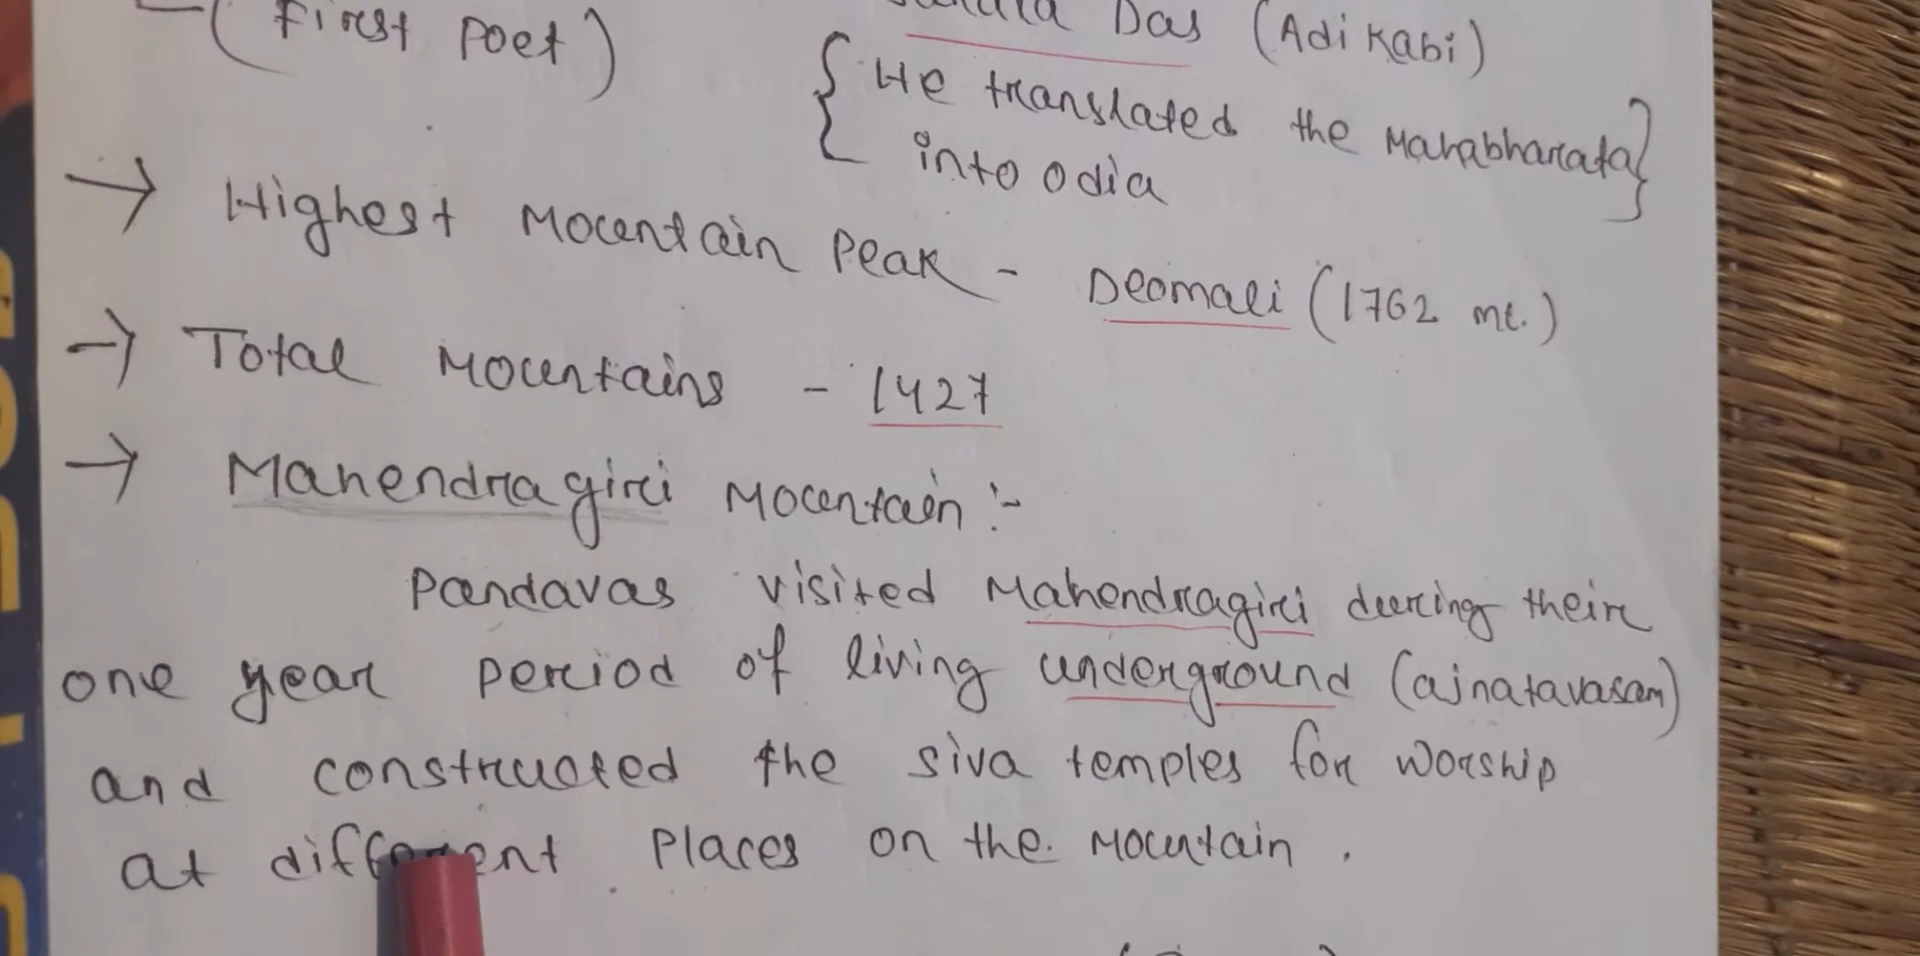 (First Poet)
Das (Adi Kabi)
{He translated the Mahabharata}
into odia
→ Highest Mountain Peak - Deomali (1762 mt.)
→ Total Mountains - 1427
→ Mahendragiri Mountain :-
Pandavas visited Mahendragiri during their
one year period of living underground (ajnatavasam)
and constructed the siva temples for worship
at different places on the Mountain .